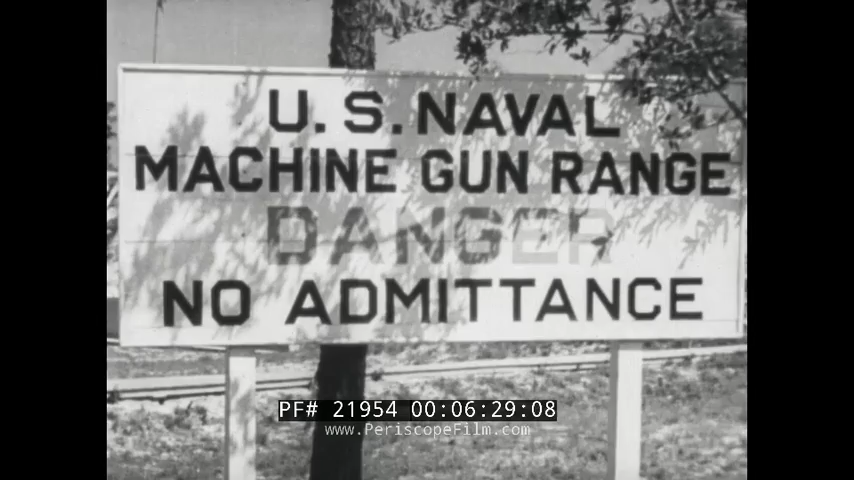 U.S. NAVAL
MACHINE GUN RANGE
DANGER
NO ADMITTANCE
PF# 21954 00:06:29:08
www.PeriscopeFilm.com